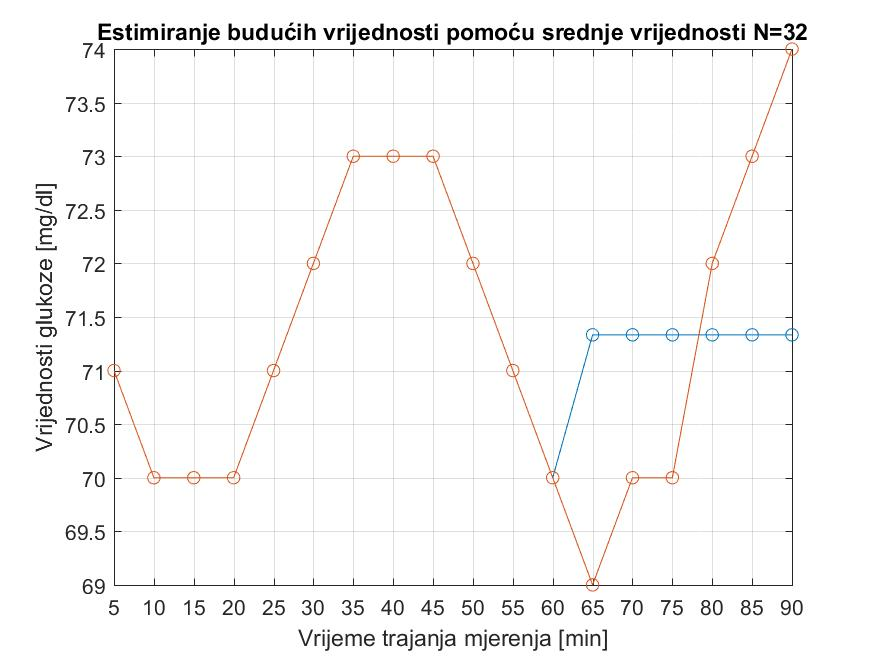 Estimiranje budućih vrijednosti pomoću srednje vrijednosti N=32
74
73.5
73
72.5
72
71.5
71
70.5
70
69.5
69
Vrijednosti glukoze [mg/dl]
5 10 15 20 25 30 35 40 45 50 55 60 65 70 75 80 85 90
Vrijeme trajanja mjerenja [min]